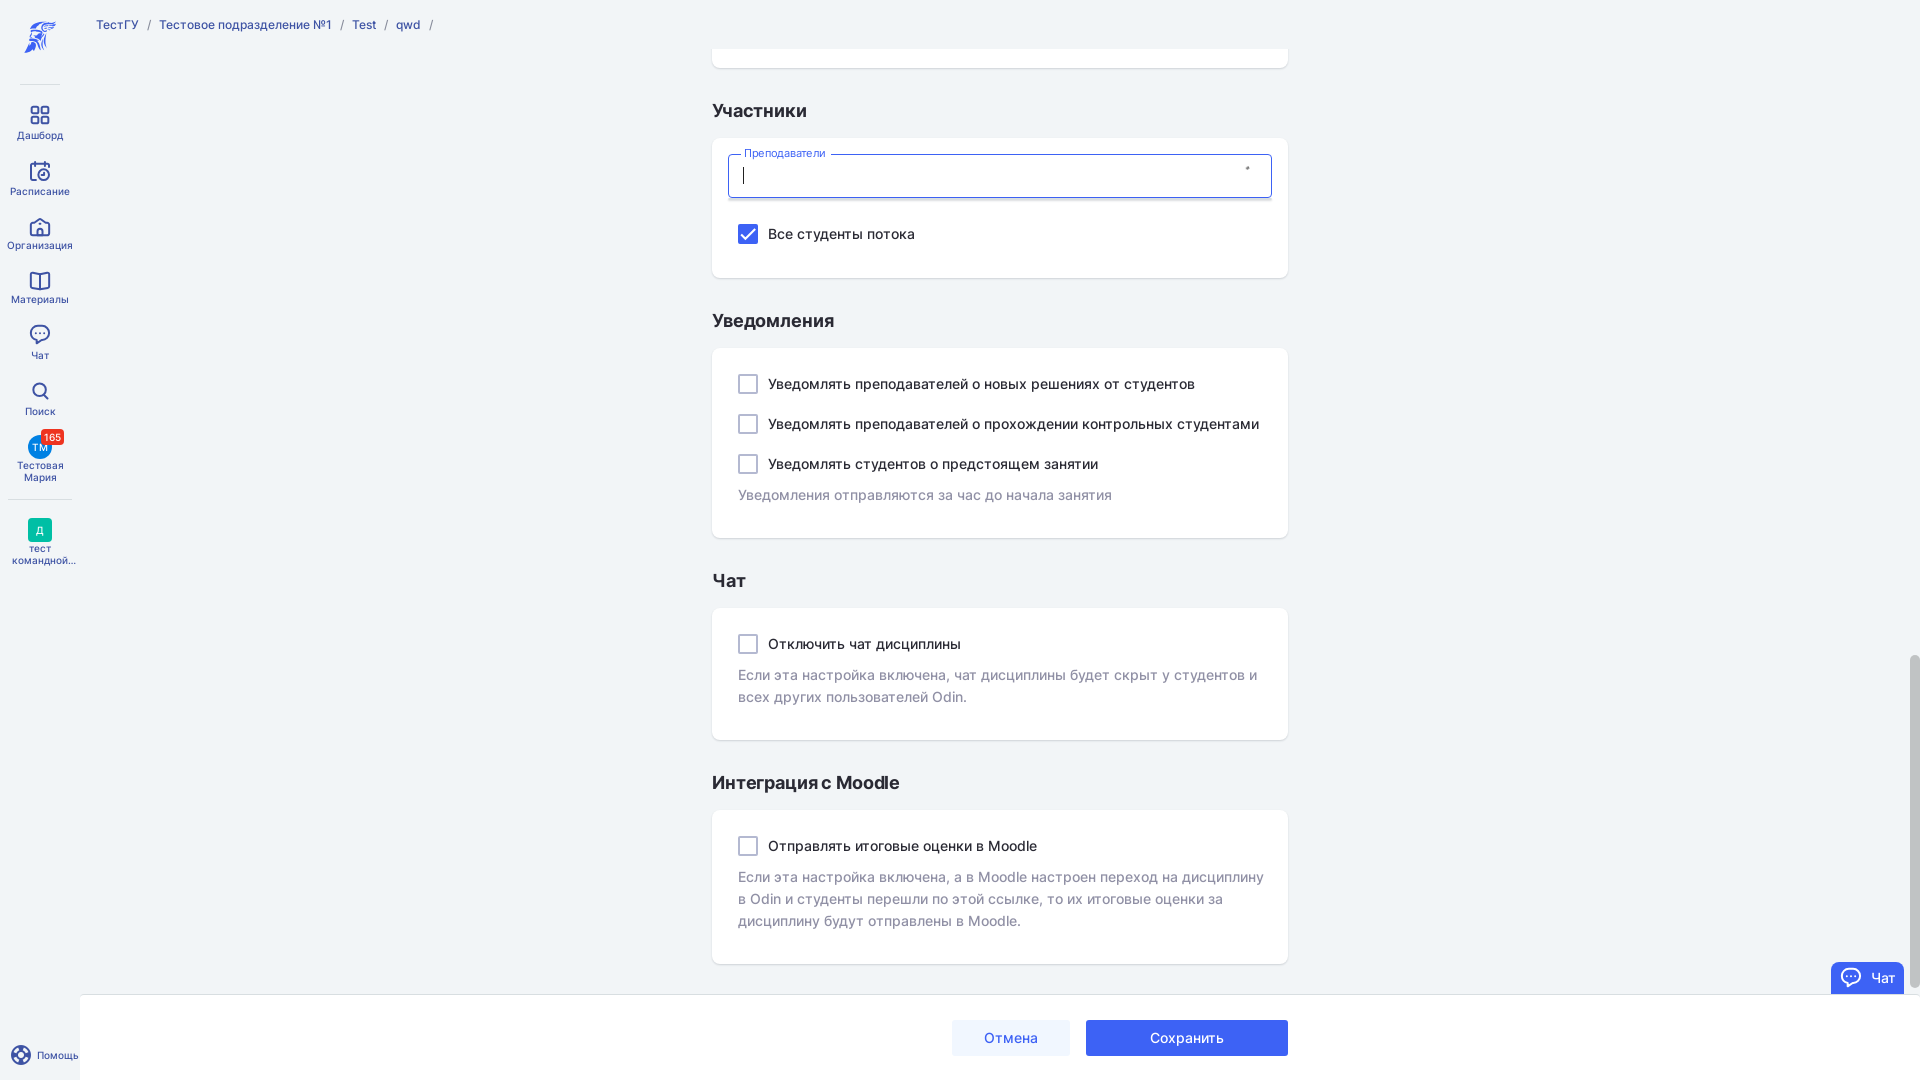 ТестГУ / Тестовое подразделение №1 / Test / qwd /
Дашборд
Расписание
Организация
Материалы
Чат
Поиск
165
ТМ
Тестовая
Мария
Д
тест
командной...
Помощь
Участники
Преподаватели
Все студенты потока
Уведомления
Уведомлять преподавателей о новых решениях от студентов
Уведомлять преподавателей о прохождении контрольных студентами
Уведомлять студентов о предстоящем занятии
Уведомления отправляются за час до начала занятия
Чат
Отключить чат дисциплины
Если эта настройка включена, чат дисциплины будет скрыт у студентов и
всех других пользователей Odin.
Интеграция с Moodle
Отправлять итоговые оценки в Moodle
Если эта настройка включена, а в Moodle настроен переход на дисциплину
в Odin и студенты перешли по этой ссылке, то их итоговые оценки за
дисциплину будут отправлены в Moodle.
Чат
Отмена
Сохранить